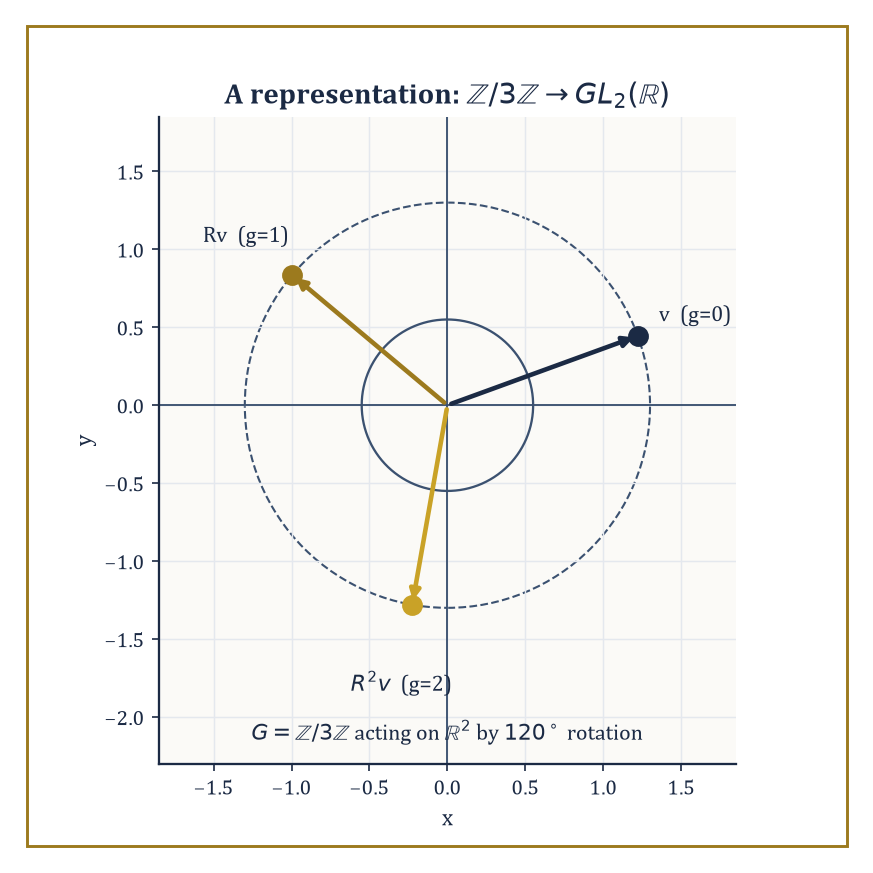 A representation: ℤ/3ℤ → GL₂(ℝ)
1.5
Rv (g=1)
1.0
v (g=0)
0.5
0.0
y
−0.5
−1.0
−1.5
R²v (g=2)
−2.0
G = ℤ/3ℤ acting on ℝ² by 120° rotation
−1.5 −1.0 −0.5 0.0 0.5 1.0 1.5
x